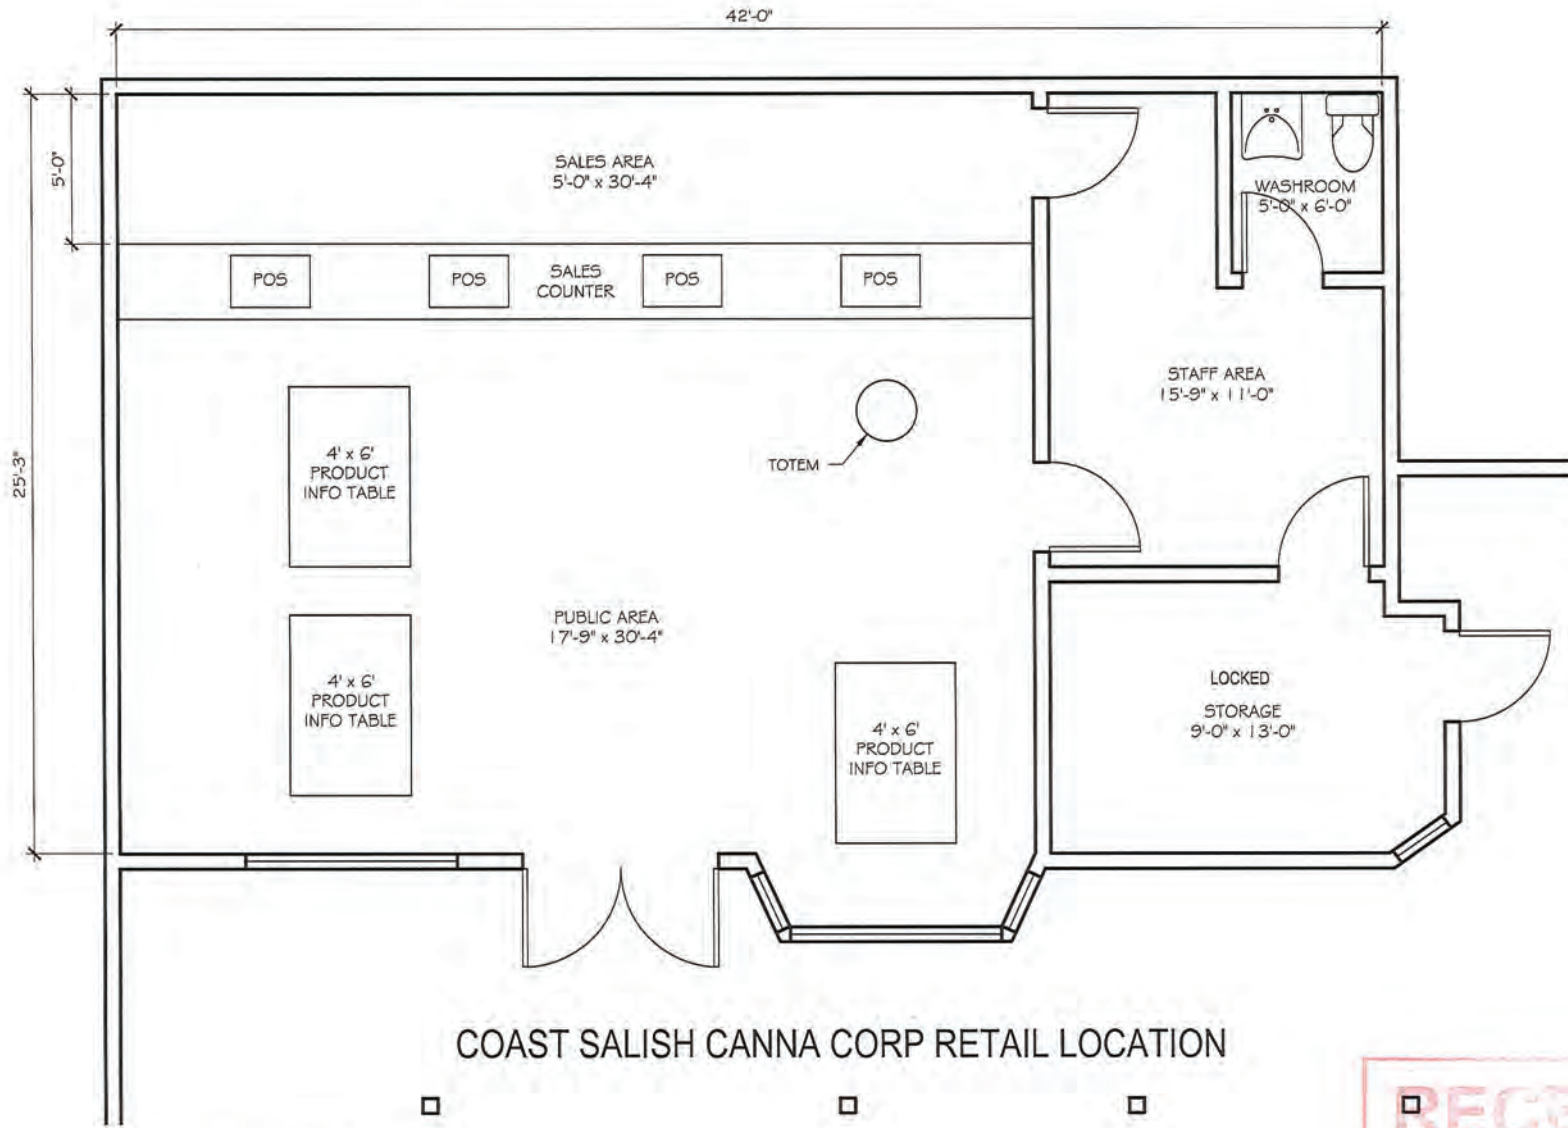 42'-0"
5'-0"
25'-3"
SALES AREA
5'-0" x 30'-4"
WASHROOM
5'-0" x 6'-0"
POS
POS
SALES
COUNTER
POS
POS
STAFF AREA
15'-9" x 11'-0"
4' x 6'
PRODUCT
INFO TABLE
TOTEM
PUBLIC AREA
17'-9" x 30'-4"
4' x 6'
PRODUCT
INFO TABLE
4' x 6'
PRODUCT
INFO TABLE
LOCKED
STORAGE
9'-0" x 13'-0"
COAST SALISH CANNA CORP RETAIL LOCATION